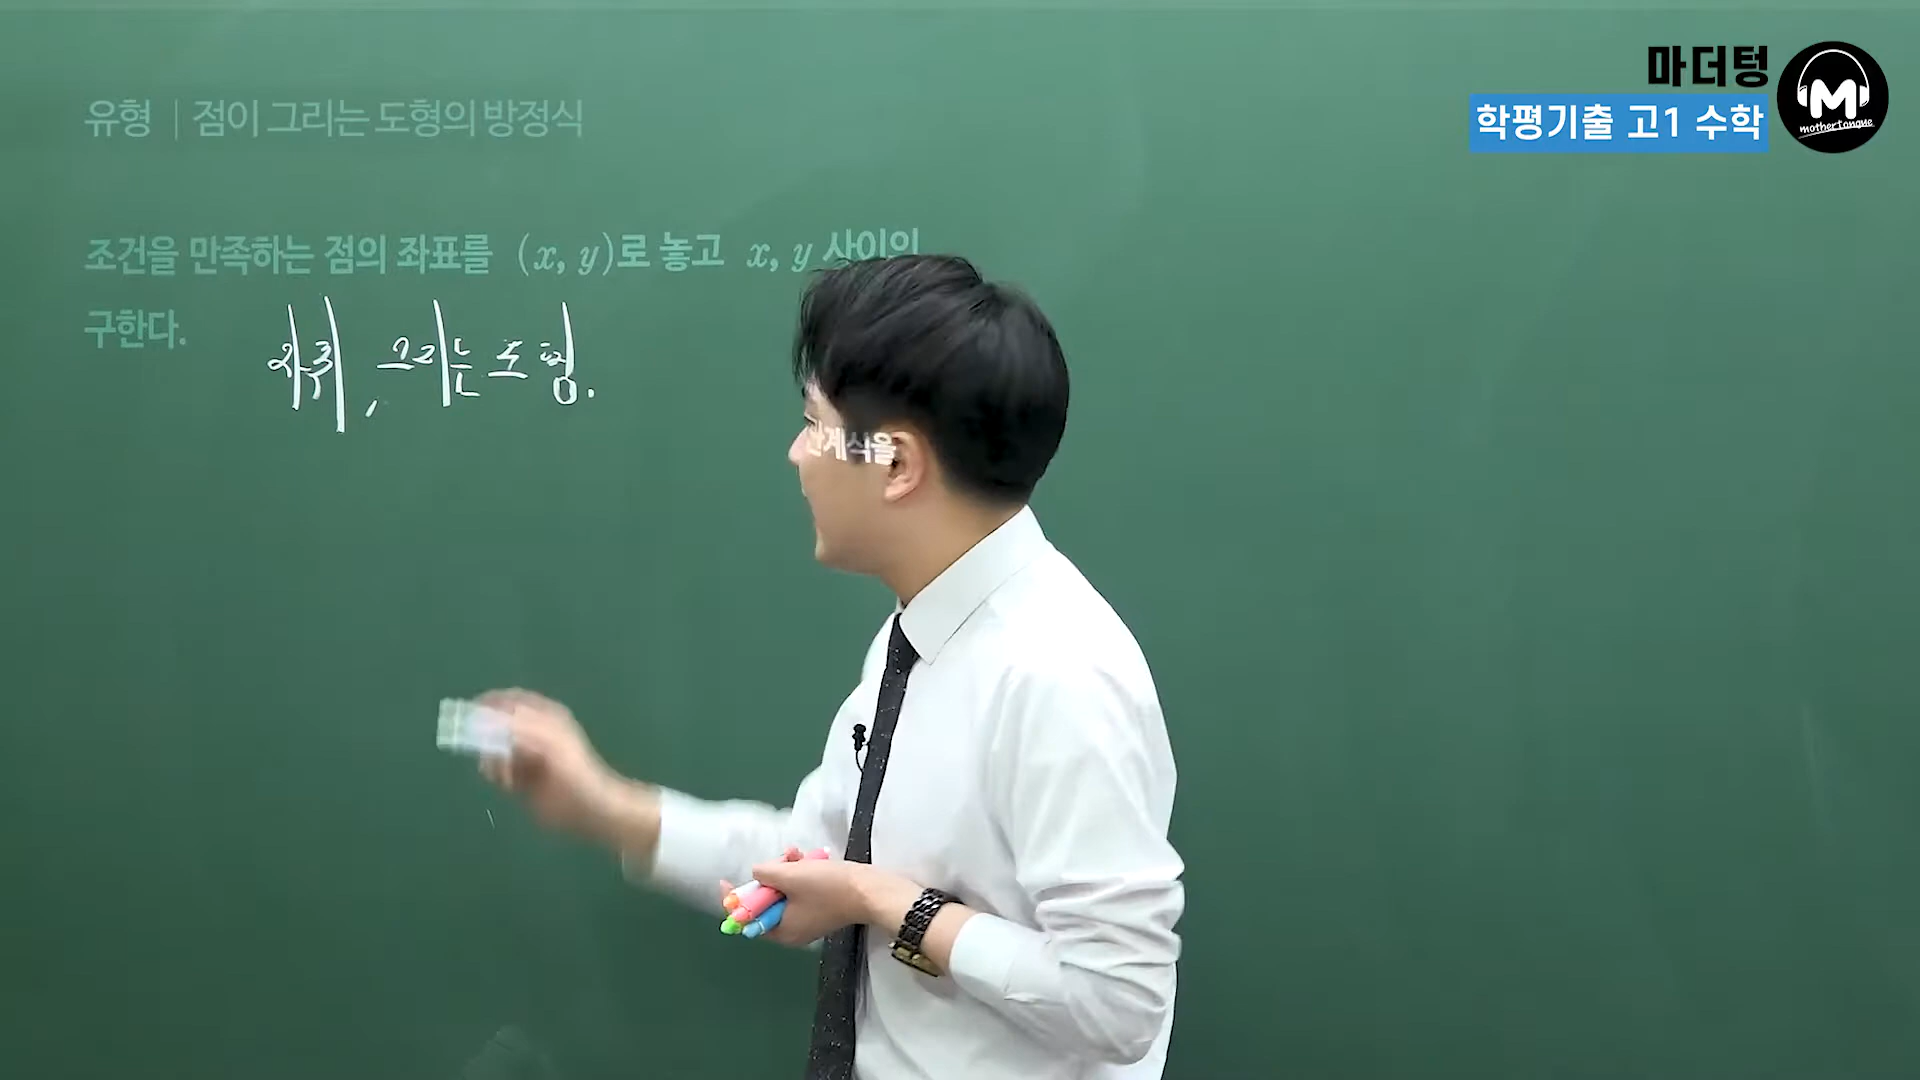 마더텅
학평기출 고1 수학
M
mothertongue
유형 | 점이 그리는 도형의 방정식
조건을 만족하는 점의 좌표를 (x, y)로 놓고 x, y 사이의
관계식을
구한다.
자취, 그리는 도형.